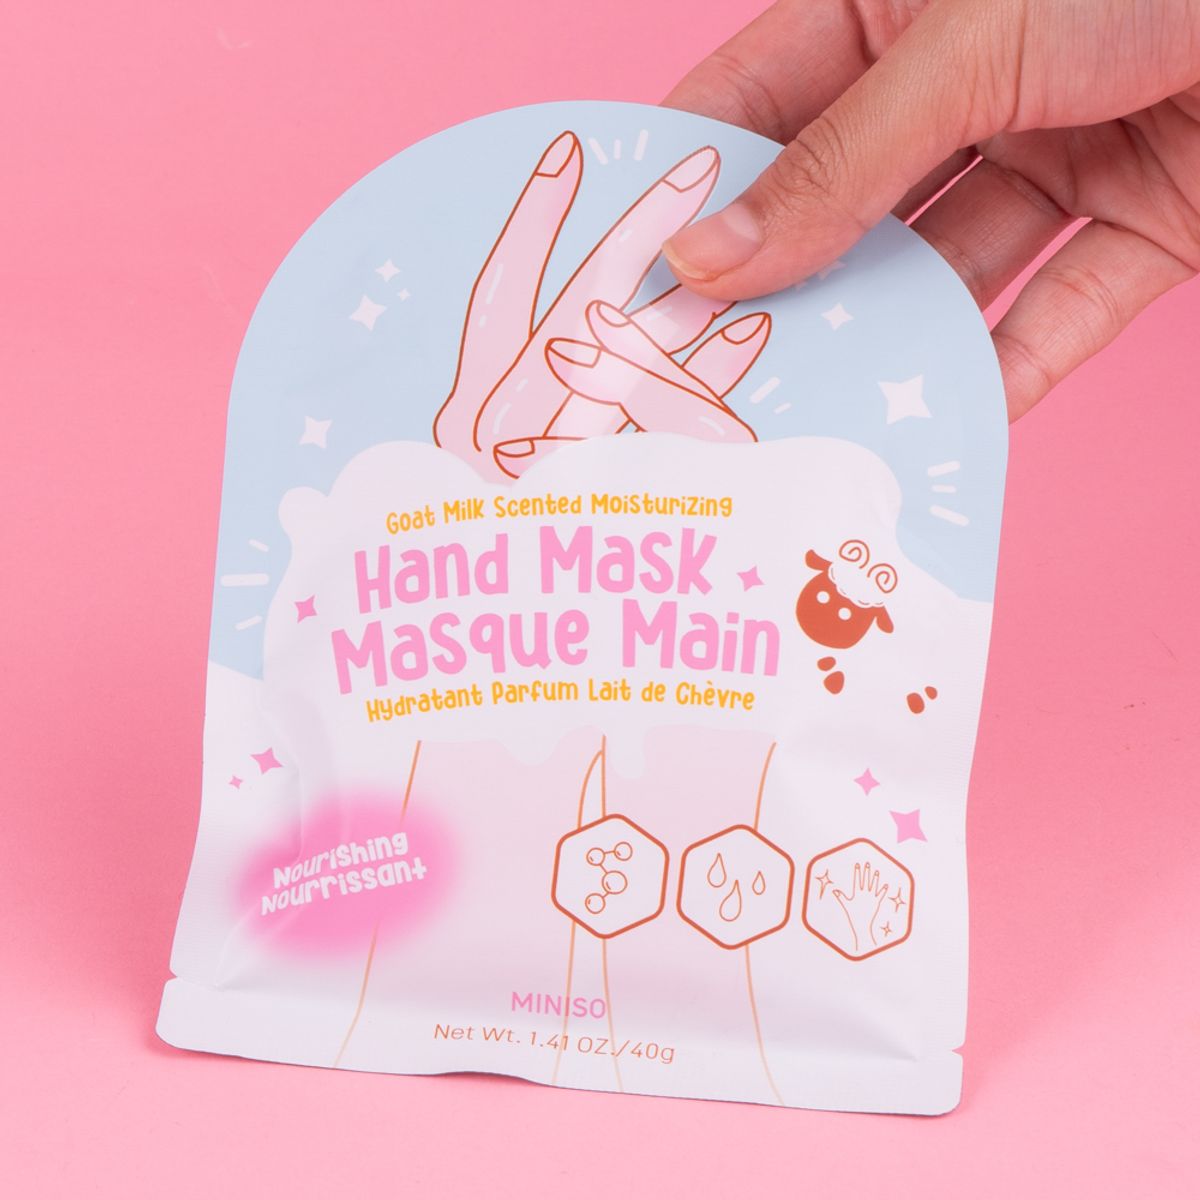 Goat Milk Scented Moisturizing
Hand Mask
Masque Main
Hydratant Parfum Lait de Chèvre
Nourishing
Nourrissant
MINISO
Net Wt. 1.41 OZ./40g